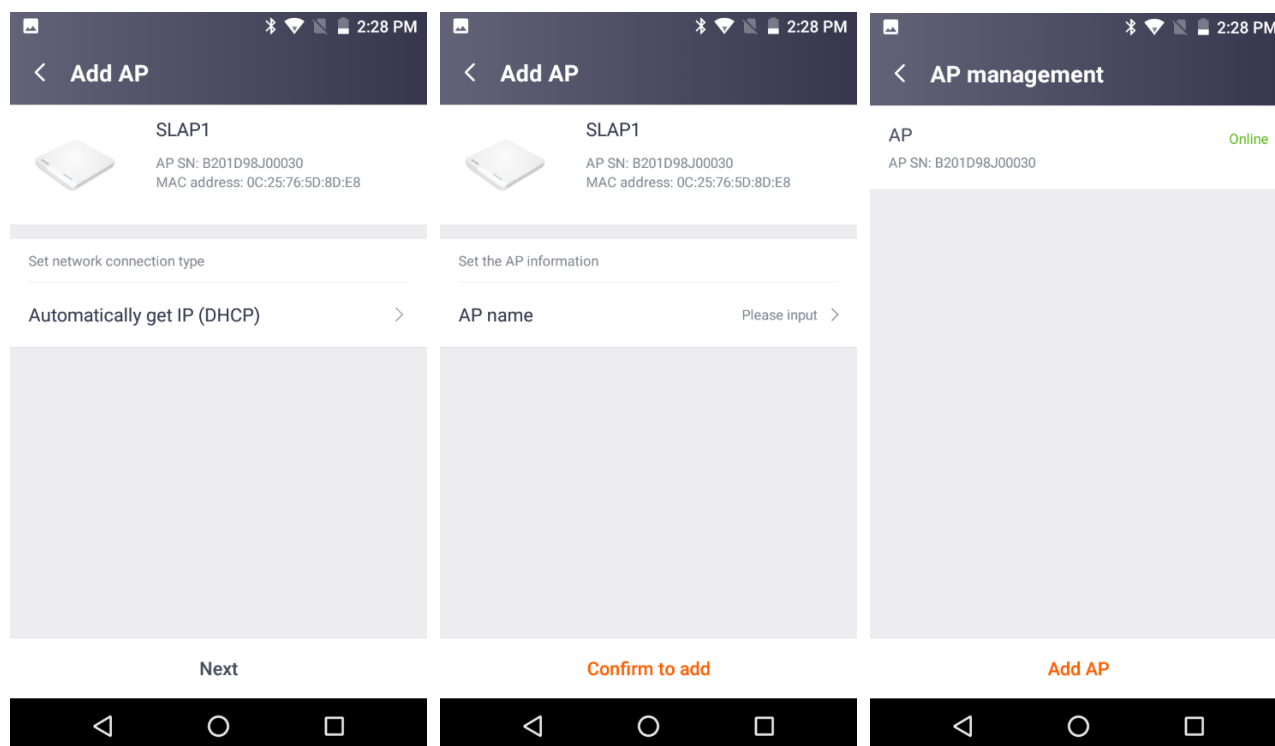 2:28 PM
Add AP
SLAP1
AP SN: B201D98J00030
MAC address: 0C:25:76:5D:8D:E8
Set network connection type
Automatically get IP (DHCP)
Next
2:28 PM
Add AP
SLAP1
AP SN: B201D98J00030
MAC address: 0C:25:76:5D:8D:E8
Set the AP information
AP name Please input
Confirm to add
2:28 PM
AP management
AP Online
AP SN: B201D98J00030
Add AP